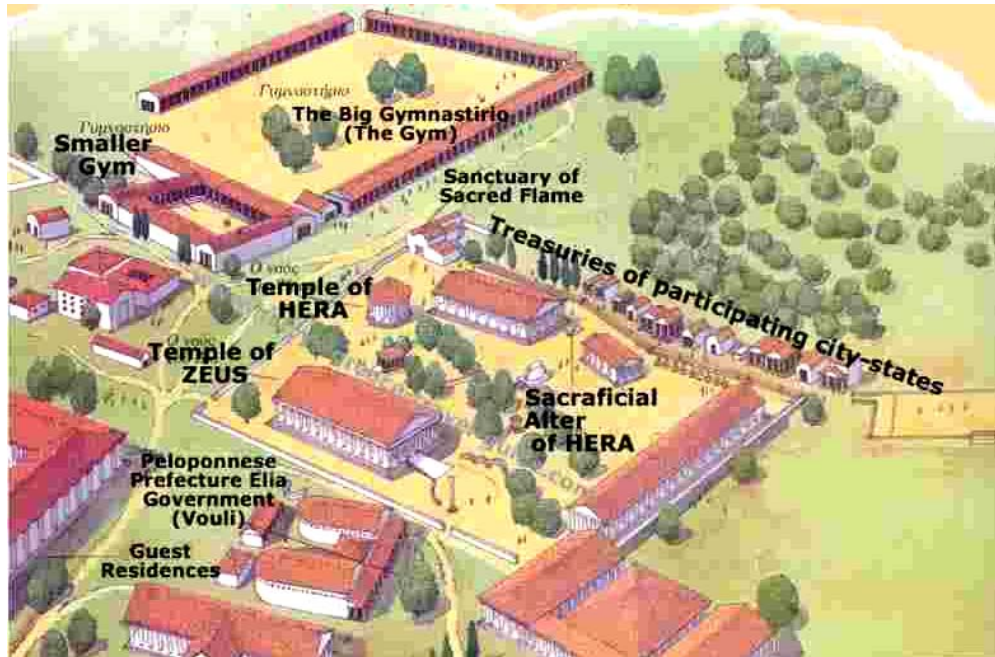 Γυμναστήριο
The Big Gymnastirio
(The Gym)
Γυμναστήριο
Smaller
Gym
Sanctuary of
Sacred Flame
Treasuries of participating city-states
Ο ναός
Temple of
HERA
Ο ναός
Temple of
ZEUS
Sacraficial
Alter
of HERA
Peloponnese
Prefecture Elia
Government
(Vouli)
Guest
Residences